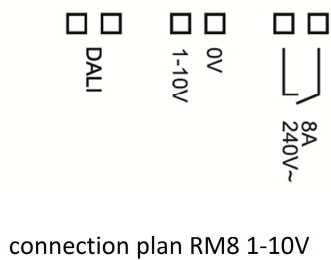 DALI
1-10V
0V
8A
240V~
connection plan RM8 1-10V